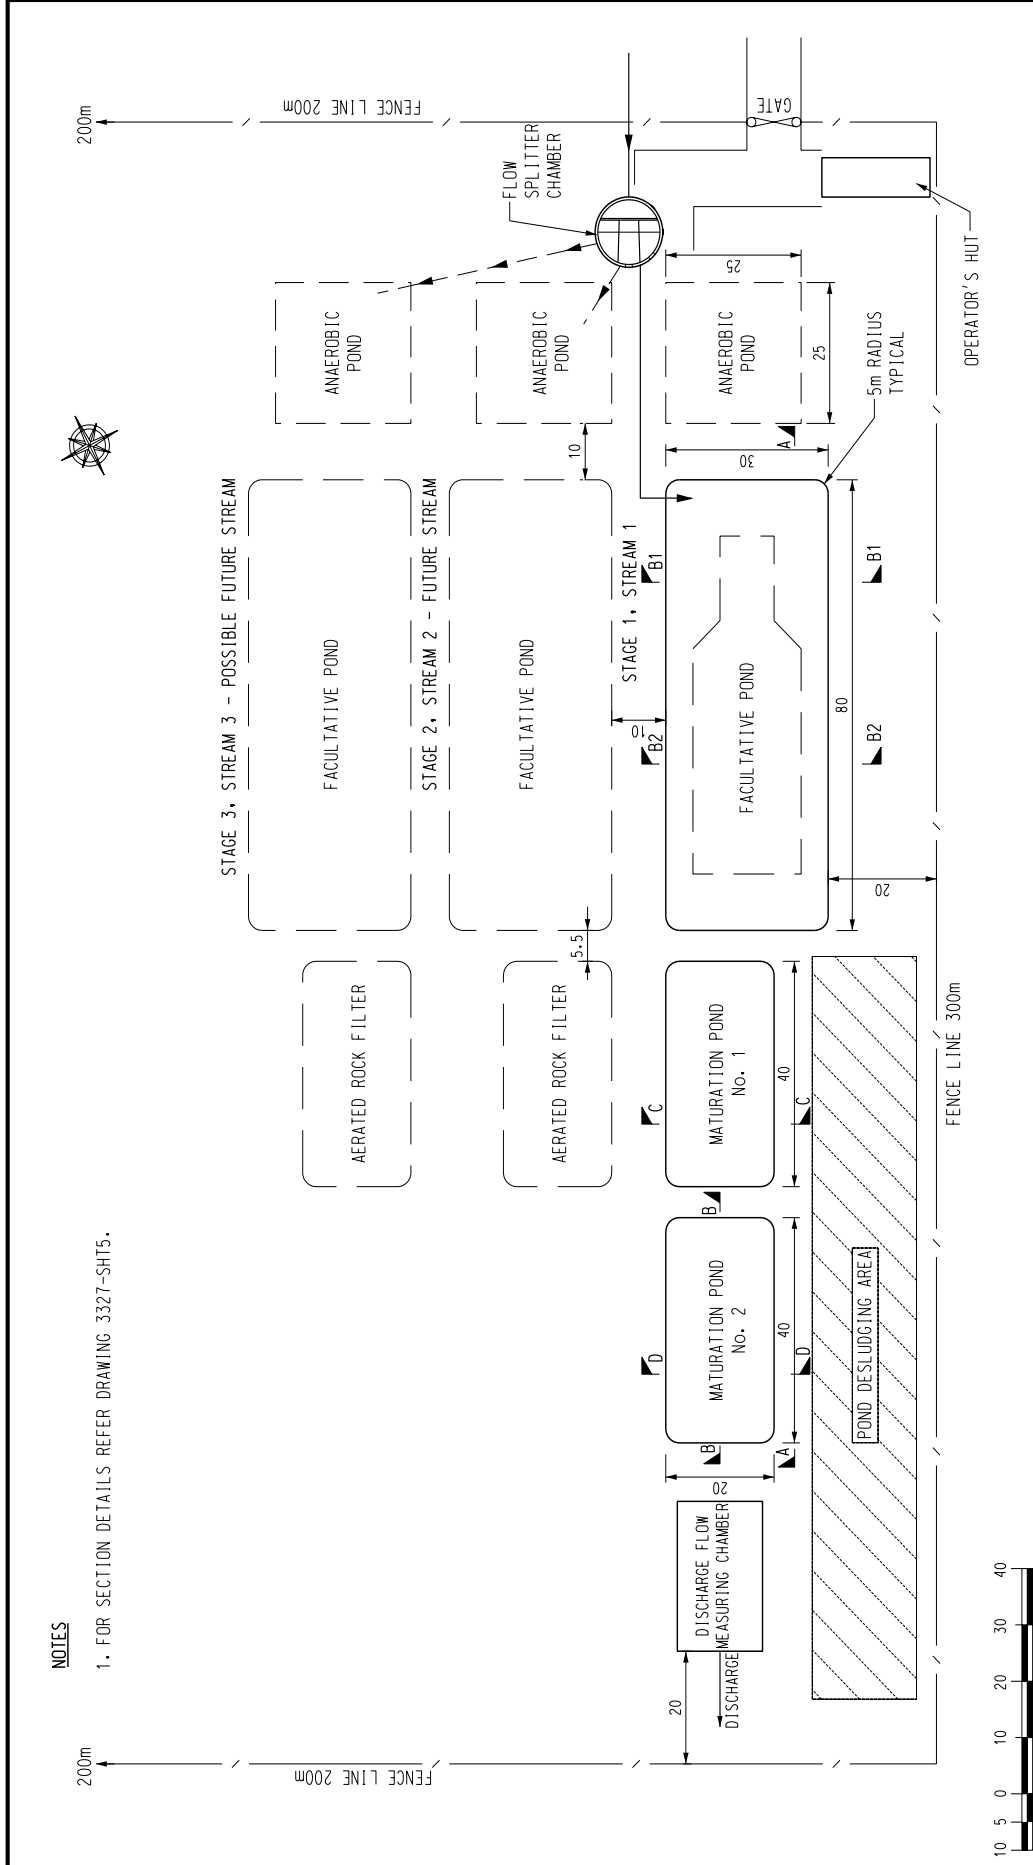 NOTES
1. FOR SECTION DETAILS REFER DRAWING 3327-SHT5.
200m
FENCE LINE 200m
200m
FENCE LINE 200m
STAGE 3, STREAM 3 - POSSIBLE FUTURE STREAM
AERATED ROCK FILTER
FACULTATIVE POND
ANAEROBIC
POND
STAGE 2, STREAM 2 - FUTURE STREAM
AERATED ROCK FILTER
5.5
FACULTATIVE POND
10
ANAEROBIC
POND
FLOW
SPLITTER
CHAMBER
STAGE 1, STREAM 1
10
D
C
B2
B1
20
DISCHARGE
DISCHARGE FLOW
MEASURING CHAMBER
20
B
MATURATION POND
No. 2
B
40
MATURATION POND
No. 1
40
FACULTATIVE POND
80
30
ANAEROBIC
POND
25
25
GATE
A
D
C
A
B2
B1
5m RADIUS
TYPICAL
20
POND DESLUDGING AREA
FENCE LINE 300m
OPERATOR'S HUT
10
5
0
10
20
30
40